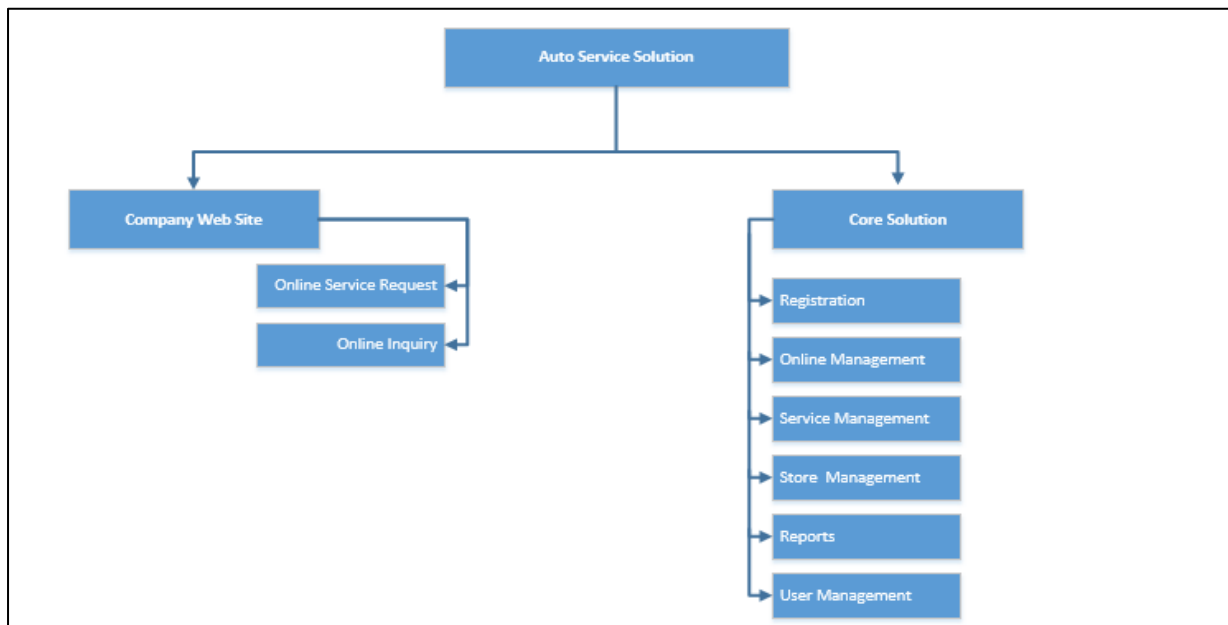 Auto Service Solution
Company Web Site
Online Service Request
Online Inquiry
Core Solution
Registration
Online Management
Service Management
Store Management
Reports
User Management